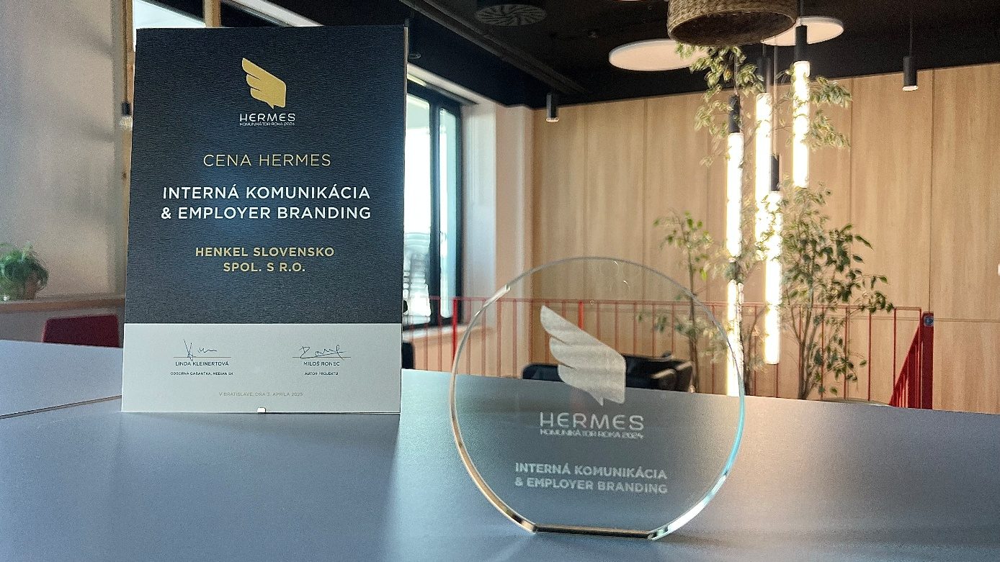 HERMES
KOMUNIKÁTOR ROKA 2024
CENA HERMES
INTERNÁ KOMUNIKÁCIA
& EMPLOYER BRANDING
HENKEL SLOVENSKO
SPOL. S R.O.
LINDA KLEINERTOVÁ
ODBORNÁ GARANTKA, MEDIAN SK
MILOŠ RONEC
AUTOR PROJEKTU
V BRATISLAVE, DŇA 3. APRÍLA 2025
HERMES
KOMUNIKÁTOR ROKA 2024
INTERNÁ KOMUNIKÁCIA
& EMPLOYER BRANDING